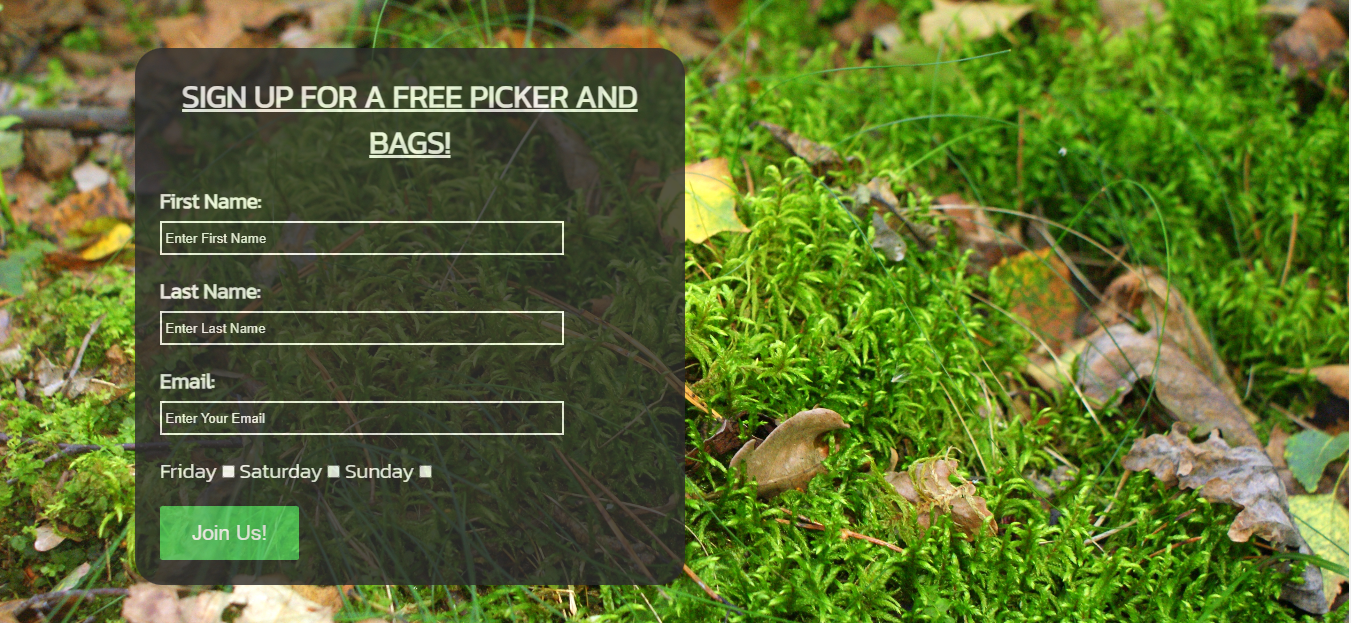 SIGN UP FOR A FREE PICKER AND
BAGS!
First Name:
Enter First Name
Last Name:
Enter Last Name
Email:
Enter Your Email
Friday Saturday Sunday
Join Us!